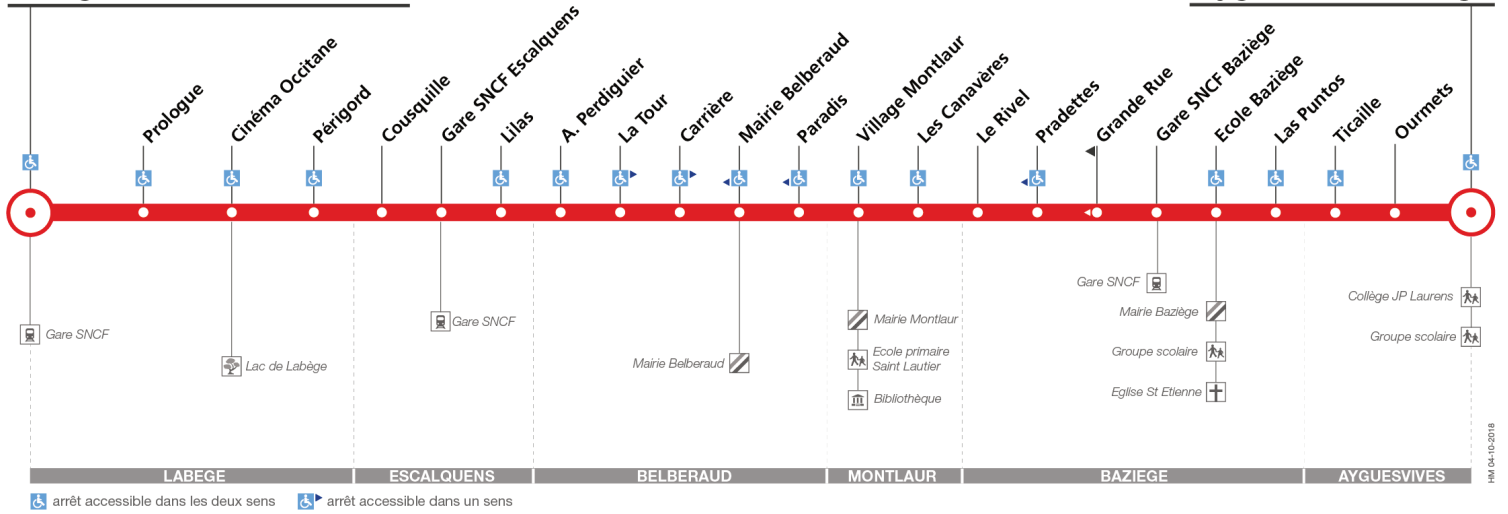 Prologue
Cinéma Occitane
Périgord
Cousquille
Gare SNCF Escalquens
Lilas
A. Perdiguier
La Tour
Carrière
Mairie Belberaud
Paradis
Village Montlaur
Les Canavères
Le Rivel
Pradettes
Grande Rue
Gare SNCF Baziège
Ecole Baziège
Las Puntos
Ticaille
Ourmets
Gare SNCF
Lac de Labège
Gare SNCF
Mairie Belberaud
Mairie Montlaur
Ecole primaire
Saint Lautier
Bibliothèque
Gare SNCF
Mairie Baziège
Groupe scolaire
Eglise St Etienne
Collège JP Laurens
Groupe scolaire
LABEGE
ESCALQUENS
BELBERAUD
MONTLAUR
BAZIEGE
AYGUESVIVES
arrêt accessible dans les deux sens
arrêt accessible dans un sens
HM 04-10-2018